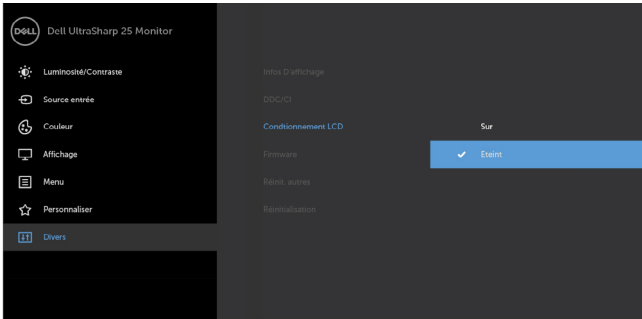 DELL
Dell UltraSharp 25 Monitor
Luminosité/Contraste
Source entrée
Couleur
Affichage
Menu
Personnaliser
Divers
Infos D'affichage
DDC/CI
Condtionnement LCD
Firmware
Réinit. autres
Réinitialisation
Sur
Eteint